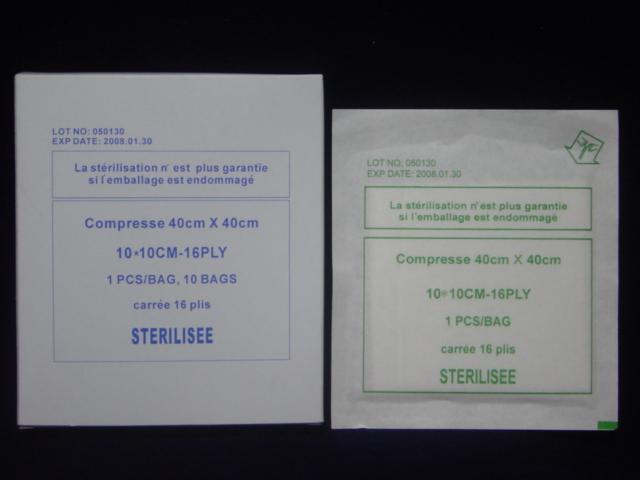 LOT NO: 050130
EXP DATE: 2008.01.30
La stérilisation n' est plus garantie
si l'emballage est endommagé
Compresse 40cm X 40cm
10*10CM-16PLY
1 PCS/BAG, 10 BAGS
carrée 16 plis
STERILISEE
LOT NO: 050130
EXP DATE: 2008.01.30
La stérilisation n'est plus garantie
si l'emballage est endommagé
Compresse 40cm X 40cm
10*10CM-16PLY
1 PCS/BAG
carrée 16 plis
STERILISEE